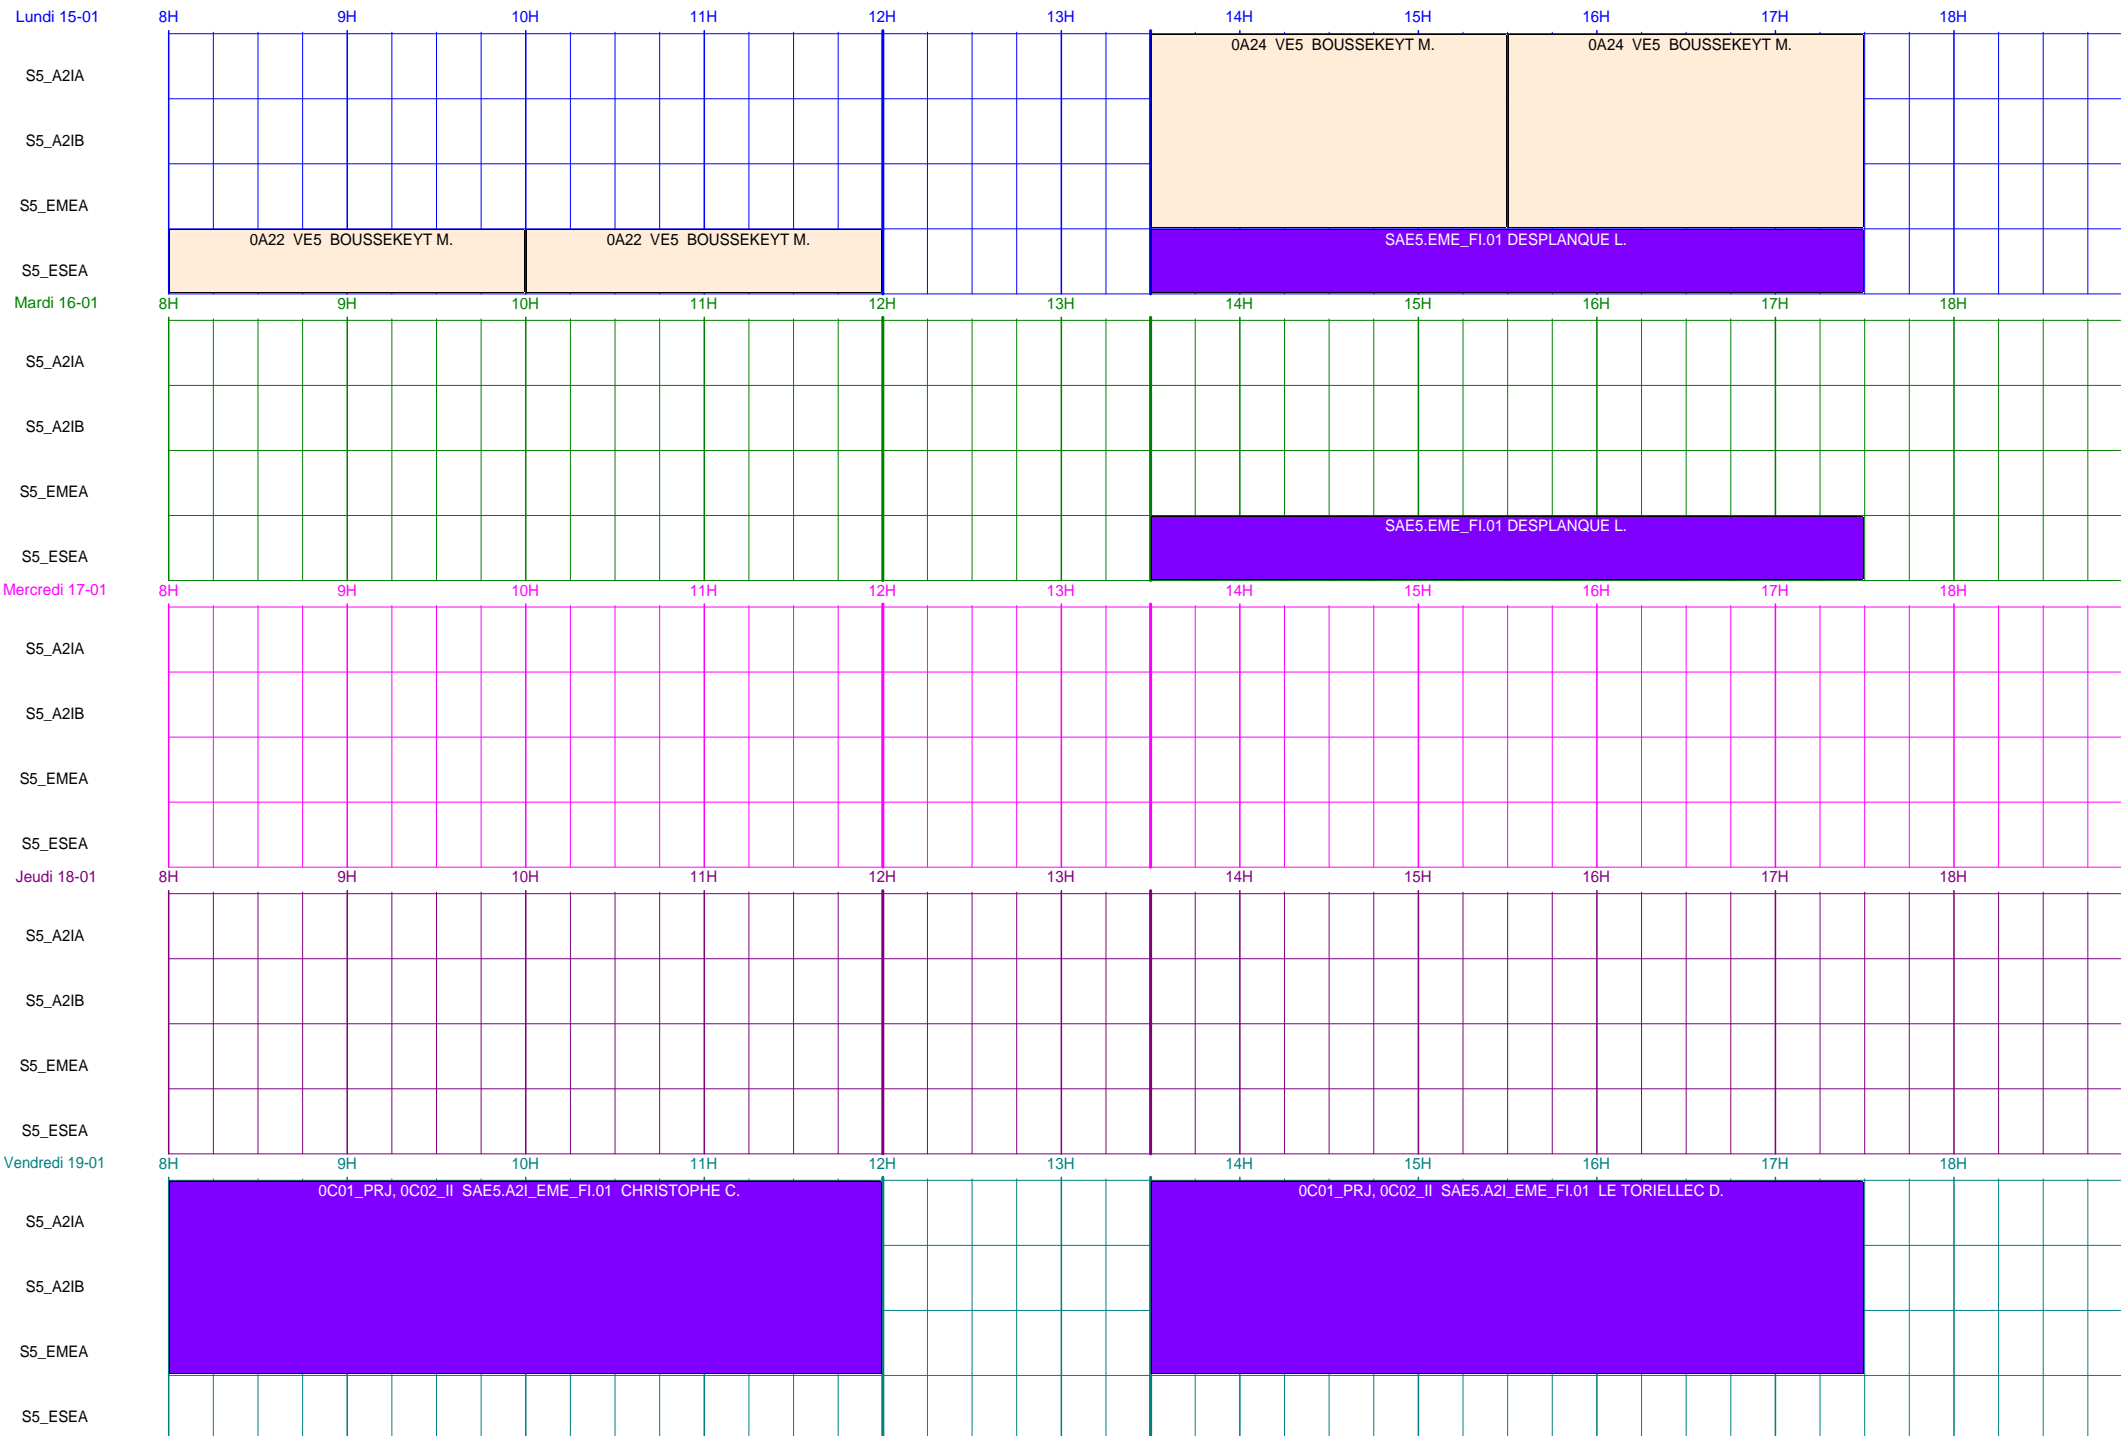 Lundi 15-01 8H 9H 10H 11H 12H 13H 14H 15H 16H 17H 18H
0A24 VE5 BOUSSEKEYT M. 0A24 VE5 BOUSSEKEYT M.
S5_A2IA
S5_A2IB
S5_EMEA
0A22 VE5 BOUSSEKEYT M. 0A22 VE5 BOUSSEKEYT M. SAE5.EME_FI.01 DESPLANQUE L.
S5_ESEA
Mardi 16-01 8H 9H 10H 11H 12H 13H 14H 15H 16H 17H 18H
S5_A2IA
S5_A2IB
S5_EMEA
SAE5.EME_FI.01 DESPLANQUE L.
S5_ESEA
Mercredi 17-01 8H 9H 10H 11H 12H 13H 14H 15H 16H 17H 18H
S5_A2IA
S5_A2IB
S5_EMEA
S5_ESEA
Jeudi 18-01 8H 9H 10H 11H 12H 13H 14H 15H 16H 17H 18H
S5_A2IA
S5_A2IB
S5_EMEA
S5_ESEA
Vendredi 19-01 8H 9H 10H 11H 12H 13H 14H 15H 16H 17H 18H
0C01_PRJ, 0C02_II SAE5.A2I_EME_FI.01 CHRISTOPHE C. 0C01_PRJ, 0C02_II SAE5.A2I_EME_FI.01 LE TORIELLEC D.
S5_A2IA
S5_A2IB
S5_EMEA
S5_ESEA